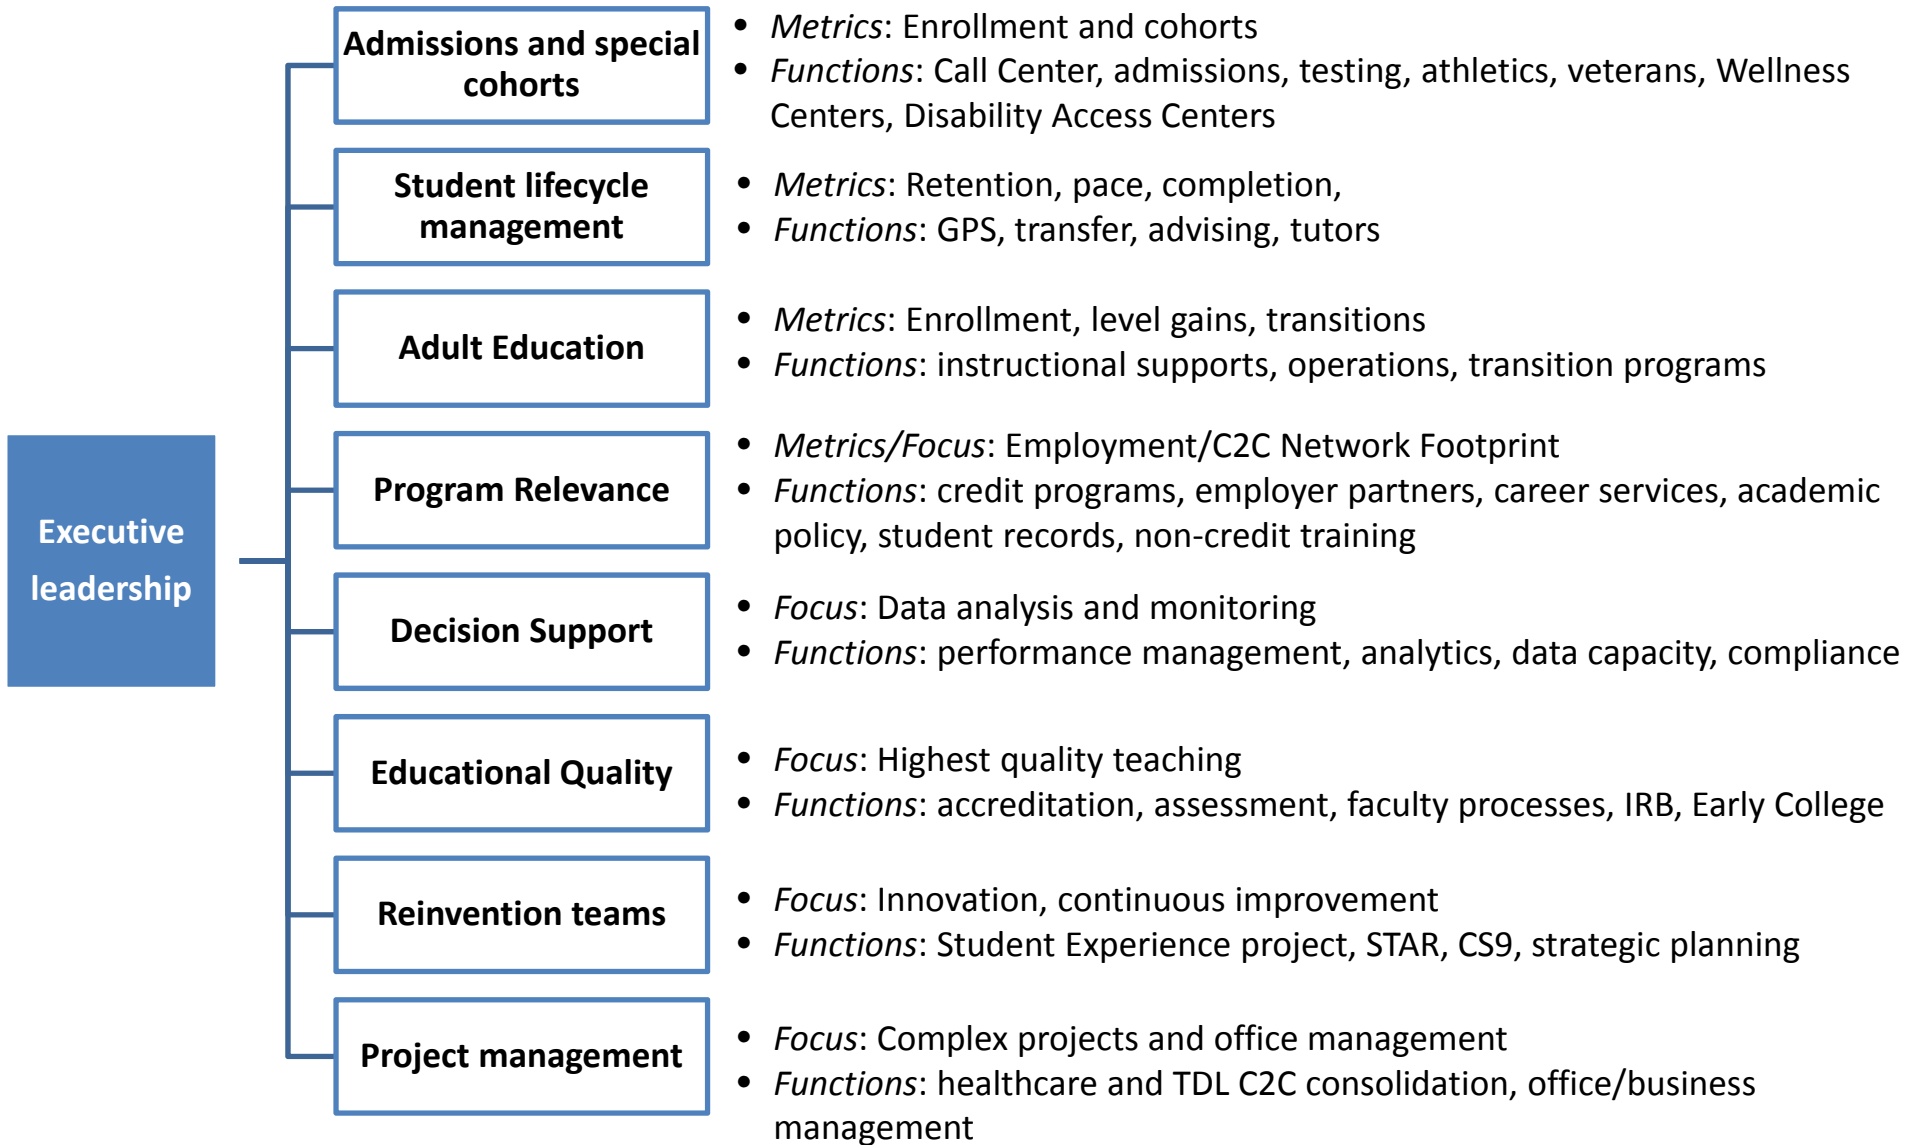 Executive
leadership
Admissions and special
cohorts
• Metrics: Enrollment and cohorts
• Functions: Call Center, admissions, testing, athletics, veterans, Wellness
Centers, Disability Access Centers
Student lifecycle
management
• Metrics: Retention, pace, completion,
• Functions: GPS, transfer, advising, tutors
Adult Education
• Metrics: Enrollment, level gains, transitions
• Functions: instructional supports, operations, transition programs
Program Relevance
• Metrics/Focus: Employment/C2C Network Footprint
• Functions: credit programs, employer partners, career services, academic
policy, student records, non-credit training
Decision Support
• Focus: Data analysis and monitoring
• Functions: performance management, analytics, data capacity, compliance
Educational Quality
• Focus: Highest quality teaching
• Functions: accreditation, assessment, faculty processes, IRB, Early College
Reinvention teams
• Focus: Innovation, continuous improvement
• Functions: Student Experience project, STAR, CS9, strategic planning
Project management
• Focus: Complex projects and office management
• Functions: healthcare and TDL C2C consolidation, office/business
management